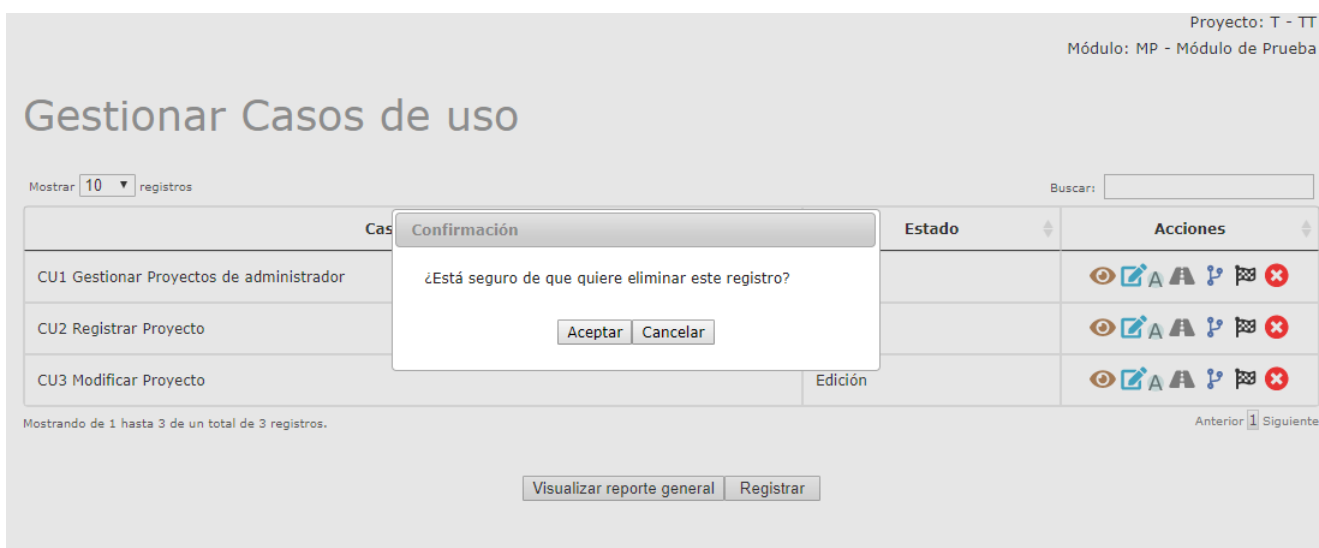 Proyecto: T - TT
Módulo: MP - Módulo de Prueba
Gestionar Casos de uso
Mostrar 10 registros
Buscar:
Cas
Estado
Acciones
Confirmación
¿Está seguro de que quiere eliminar este registro?
Aceptar Cancelar
CU1 Gestionar Proyectos de administrador
A
CU2 Registrar Proyecto
A
CU3 Modificar Proyecto
Edición
A
Mostrando de 1 hasta 3 de un total de 3 registros.
Anterior 1 Siguiente
Visualizar reporte general Registrar